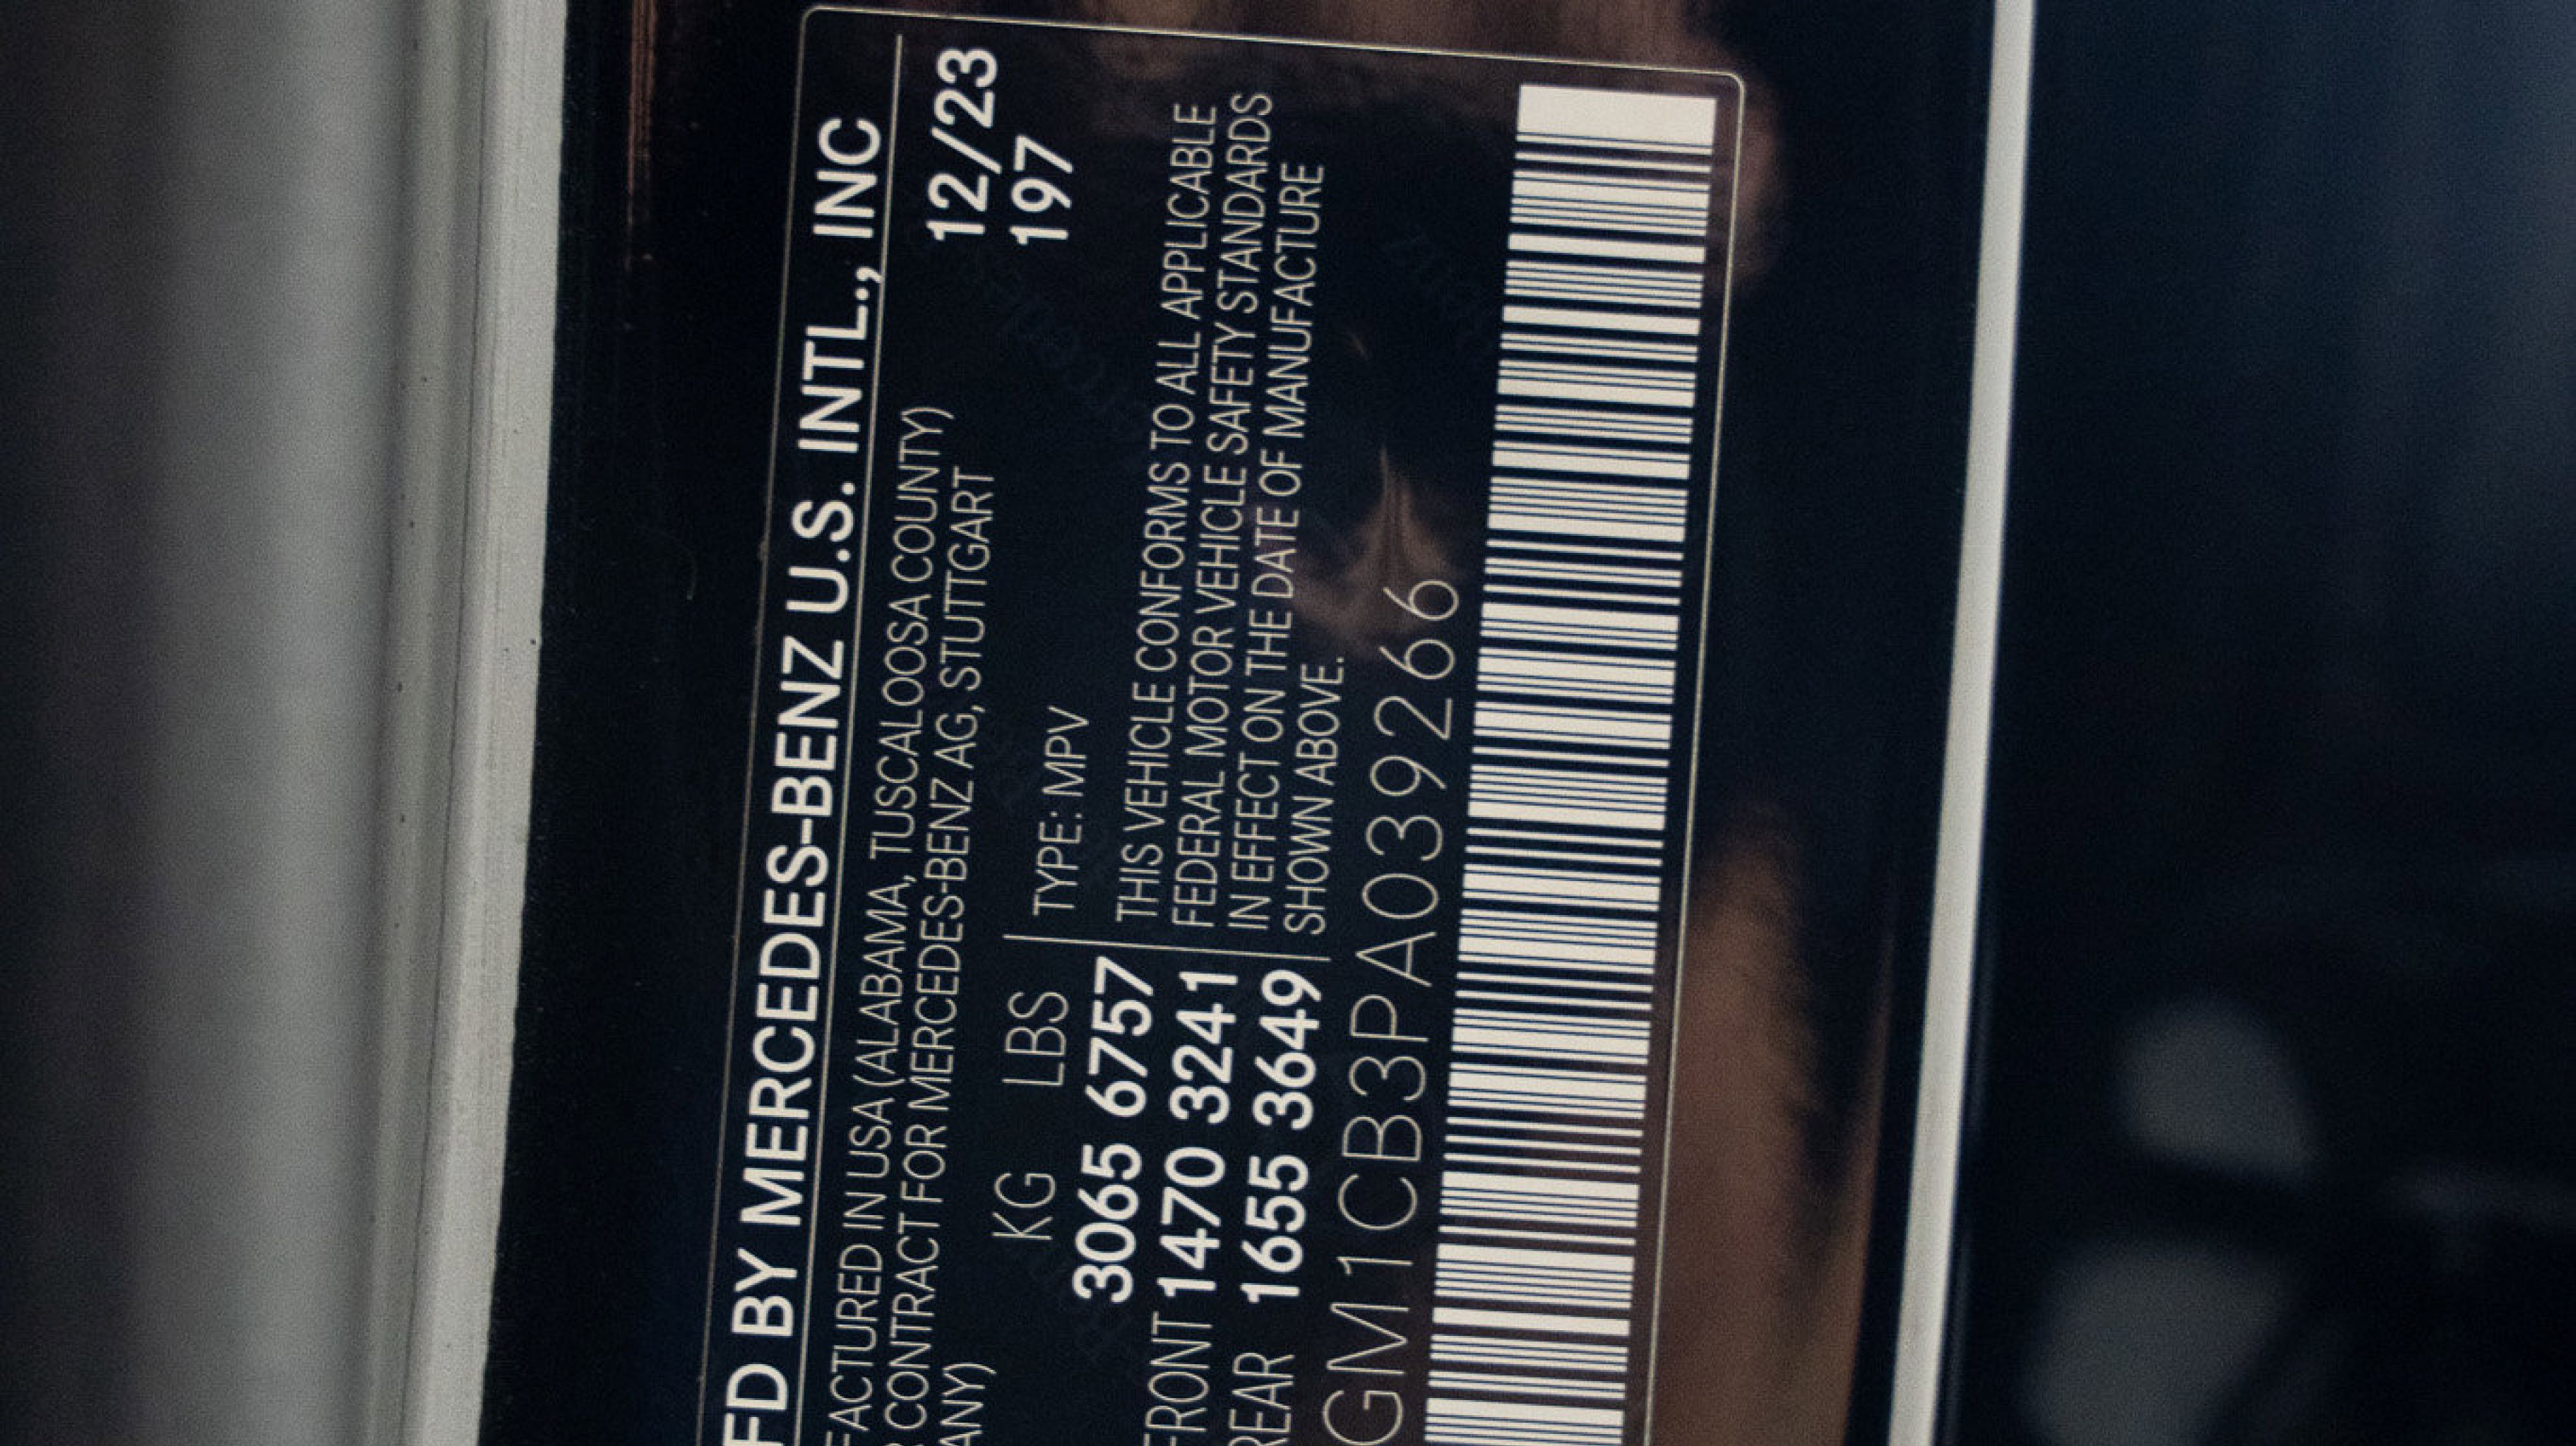 FD BY MERCEDES-BENZ U.S. INTL., INC
FACTURED IN USA (ALABAMA, TUSCALOOSA COUNTY)
CONTRACT FOR MERCEDES-BENZ AG, STUTTGART
ANY)
12/23
197
KG LBS
TYPE: MPV
3065 6757
FRONT 1470 3241
REAR 1655 3649
THIS VEHICLE CONFORMS TO ALL APPLICABLE
FEDERAL MOTOR VEHICLE SAFETY STANDARDS
IN EFFECT ON THE DATE OF MANUFACTURE
SHOWN ABOVE.
GM1CB3PA039266